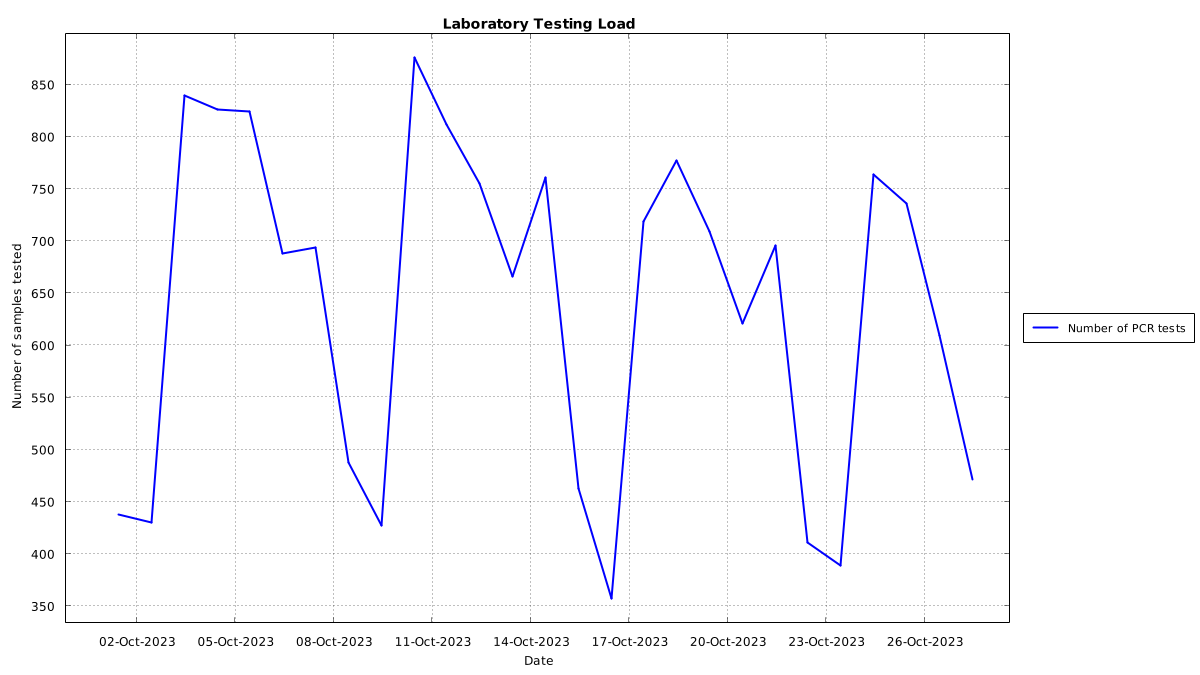 Laboratory Testing Load
850
800
750
700
650
600
550
500
450
400
350
Number of samples tested
02-Oct-2023 05-Oct-2023 08-Oct-2023 11-Oct-2023 14-Oct-2023 17-Oct-2023 20-Oct-2023 23-Oct-2023 26-Oct-2023
Date
Number of PCR tests